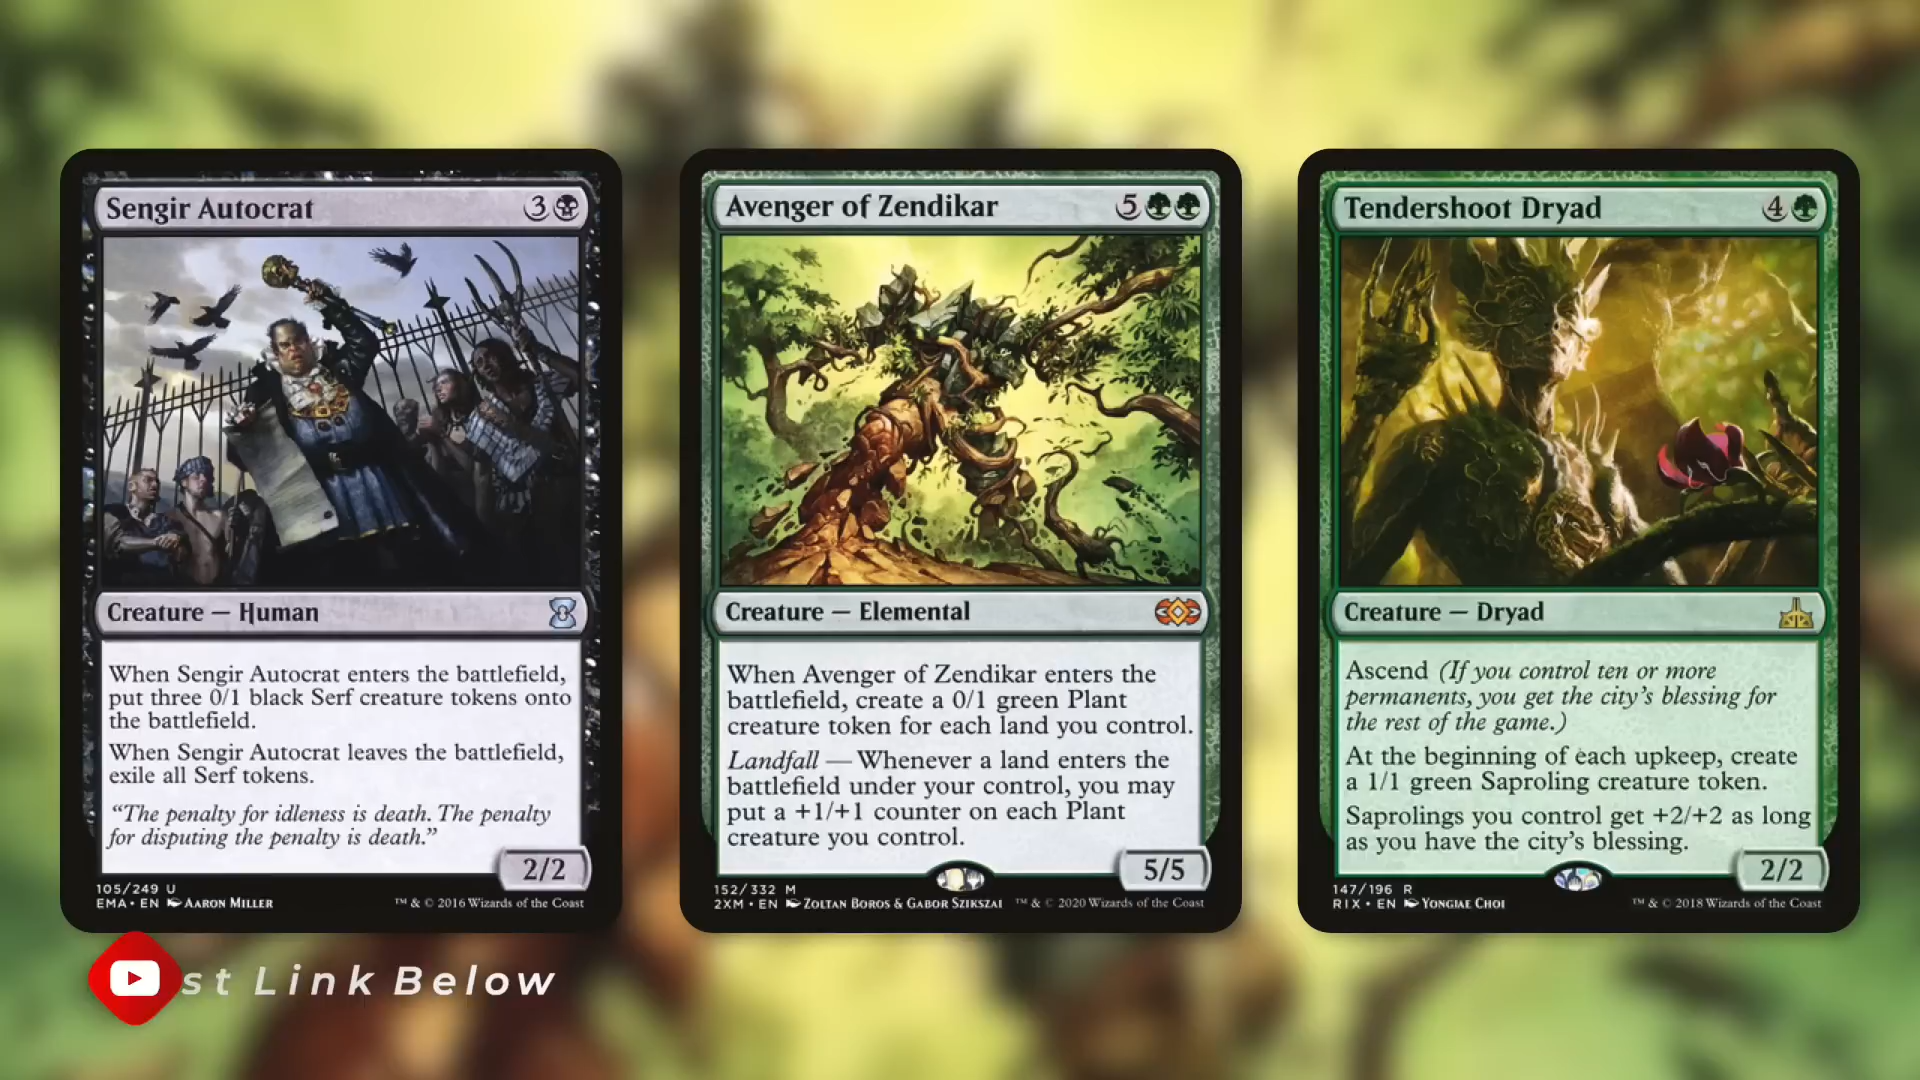 Sengir Autocrat 3
Creature — Human
When Sengir Autocrat enters the battlefield,
put three 0/1 black Serf creature tokens onto
the battlefield.
When Sengir Autocrat leaves the battlefield,
exile all Serf tokens.
“The penalty for idleness is death. The penalty
for disputing the penalty is death.”
2/2
105/249 U
EMA • EN AARON MILLER
™ & © 2016 Wizards of the Coast
Avenger of Zendikar 5
Creature — Elemental
When Avenger of Zendikar enters the
battlefield, create a 0/1 green Plant
creature token for each land you control.
Landfall — Whenever a land enters the
battlefield under your control, you may
put a +1/+1 counter on each Plant
creature you control.
5/5
152/332 M
2XM • EN ZOLTAN BOROS & GABOR SZIKSZAI
™ & © 2020 Wizards of the Coast
Tendershoot Dryad 4
Creature — Dryad
Ascend (If you control ten or more
permanents, you get the city’s blessing for
the rest of the game.)
At the beginning of each upkeep, create
a 1/1 green Saproling creature token.
Saprolings you control get +2/+2 as long
as you have the city’s blessing.
2/2
147/196 R
RIX • EN YONGJAE CHOI
™ & © 2018 Wizards of the Coast
st Link Below